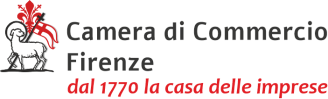 Camera di Commercio
Firenze
dal 1770 la casa delle imprese